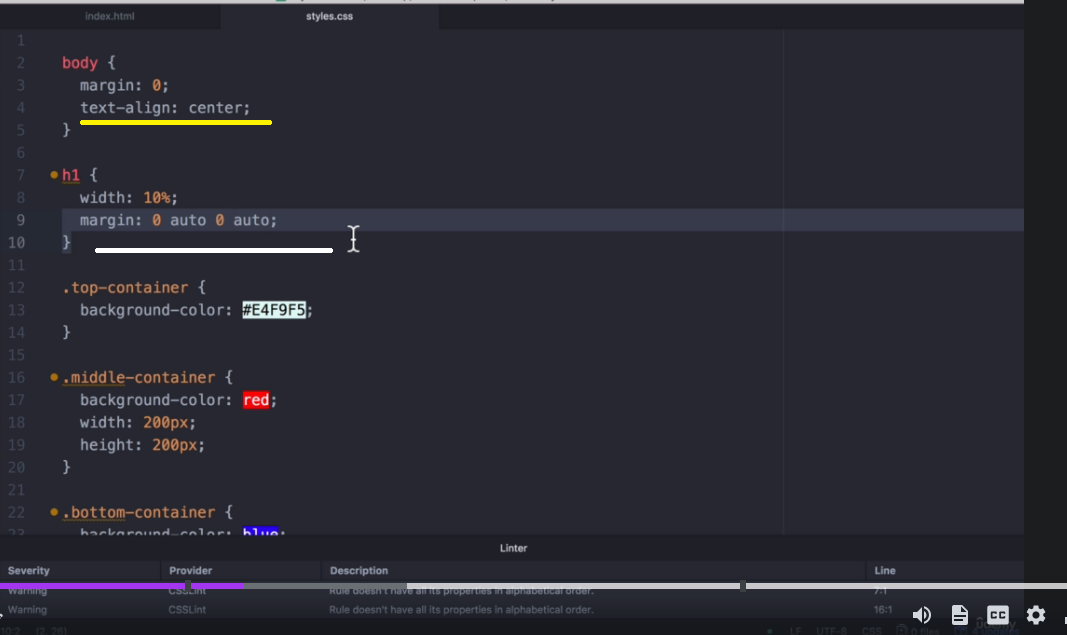 index.html
styles.css
1
2 body {
3 margin: 0;
4 text-align: center;
5 }
6
7 h1 {
8 width: 10%;
9 margin: 0 auto 0 auto;
10 }
11
12 .top-container {
13 background-color: #E4F9F5;
14 }
15
16 .middle-container {
17 background-color: red;
18 width: 200px;
19 height: 200px;
20 }
21
22 .bottom-container {
23 background-color: blue;
Linter
Severity Provider Description Line
Warning CSSLint Rule doesn't have all its properties in alphabetical order. 7:1
Warning CSSLint Rule doesn't have all its properties in alphabetical order. 16:1
CC
LF UTF-8 CSS